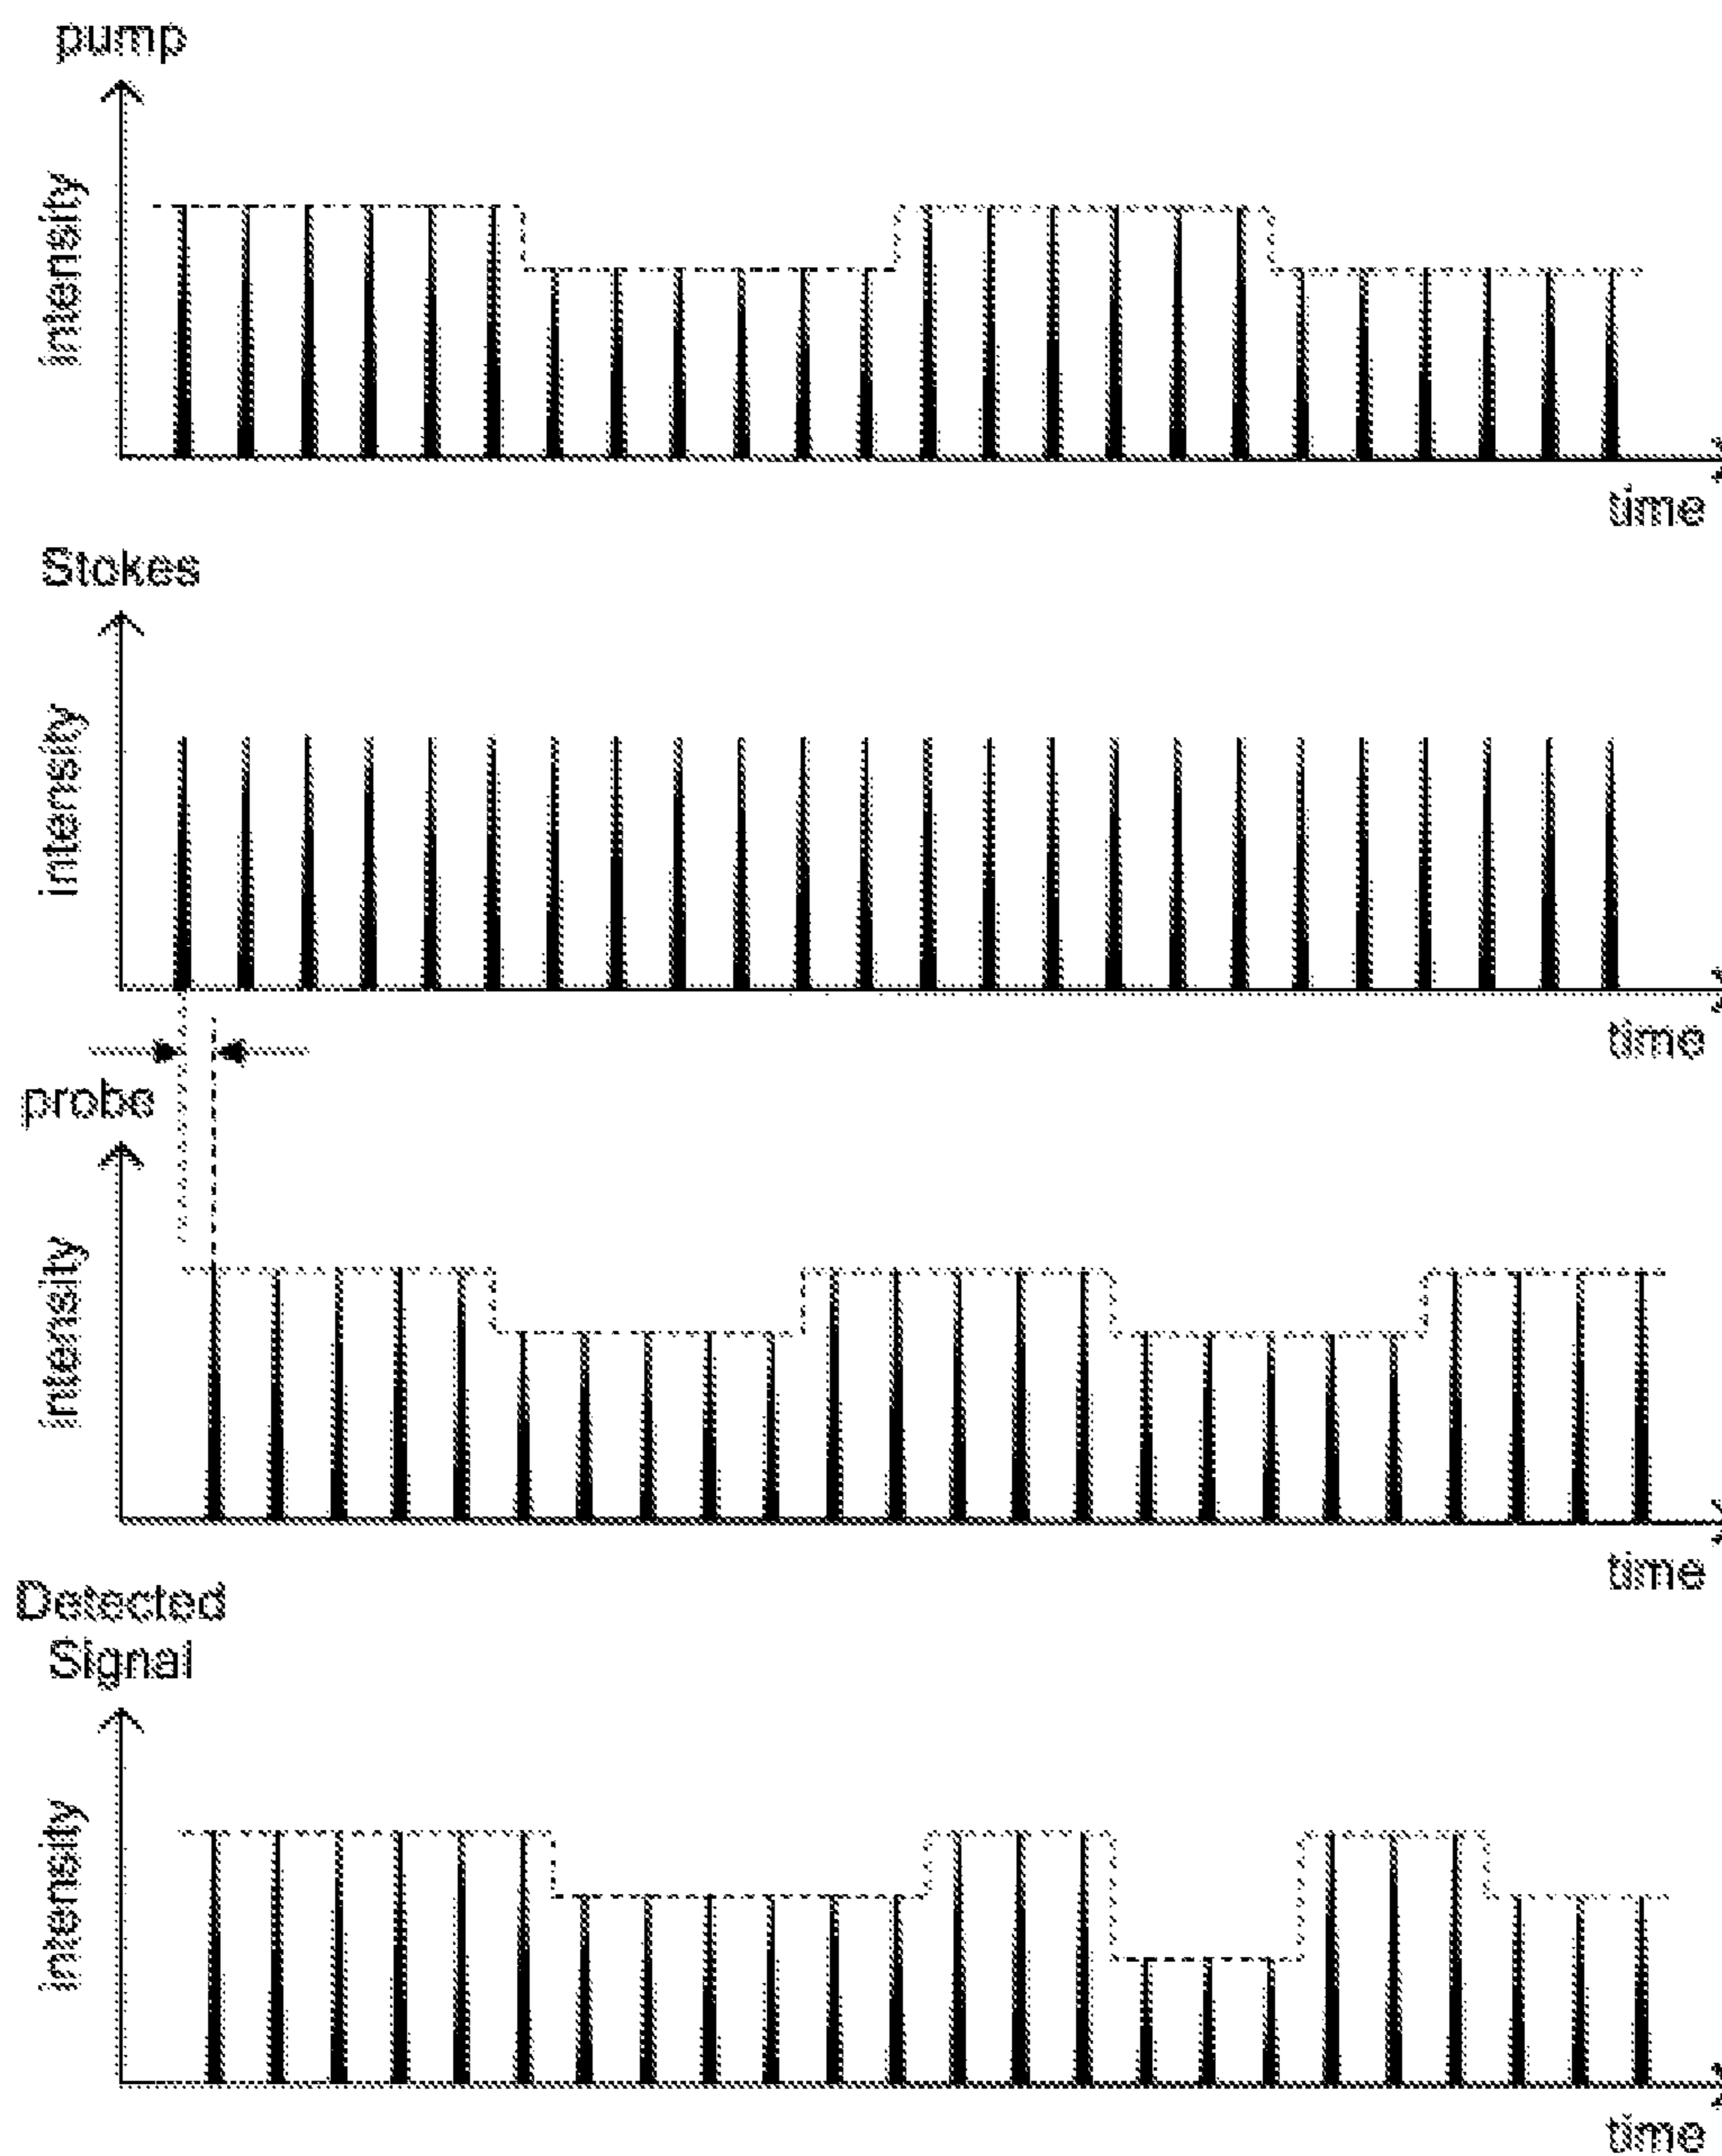 pump
intensity
time
Stokes
intensity
time
probe
intensity
time
Detected
Signal
intensity
time